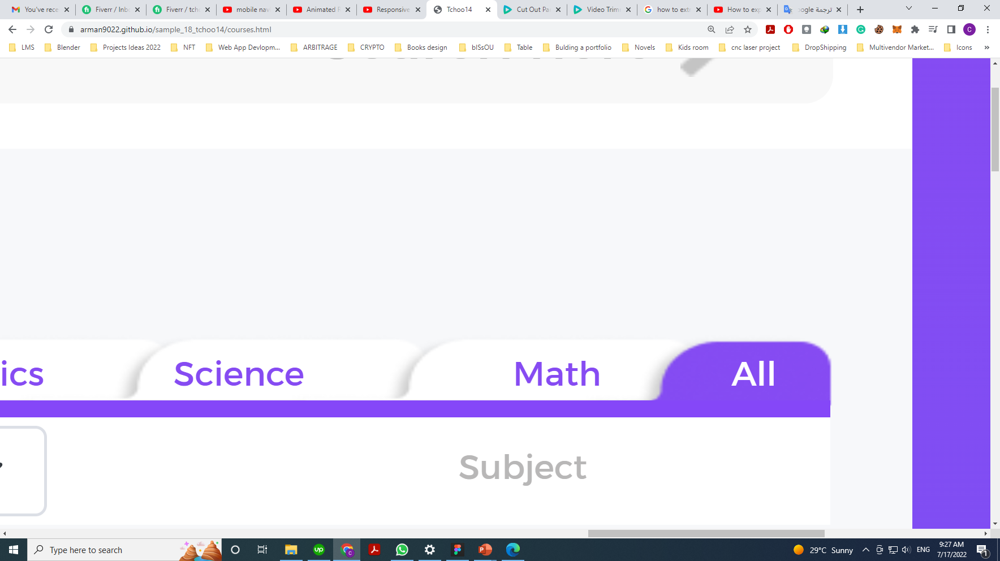 You've rece
Fiverr / Inb
Fiverr / tch
mobile nav
Animated F
Responsive
Tchoo14
Cut Out Pa
Video Trim
how to extr
How to exp
ترجمة oogle
arman9022.github.io/sample_18_tchoo14/courses.html
C
LMS
Blender
Projects Ideas 2022
NFT
Web App Devlopm...
ARBITRAGE
CRYPTO
Books design
bISsOU
Table
Bulding a portfolio
Novels
Kids room
cnc laser project
DropShipping
Multivendor Market...
Icons
»
ics
Science
Math
All
Subject
Type here to search
29°C Sunny
ENG
9:27 AM
7/17/2022
1